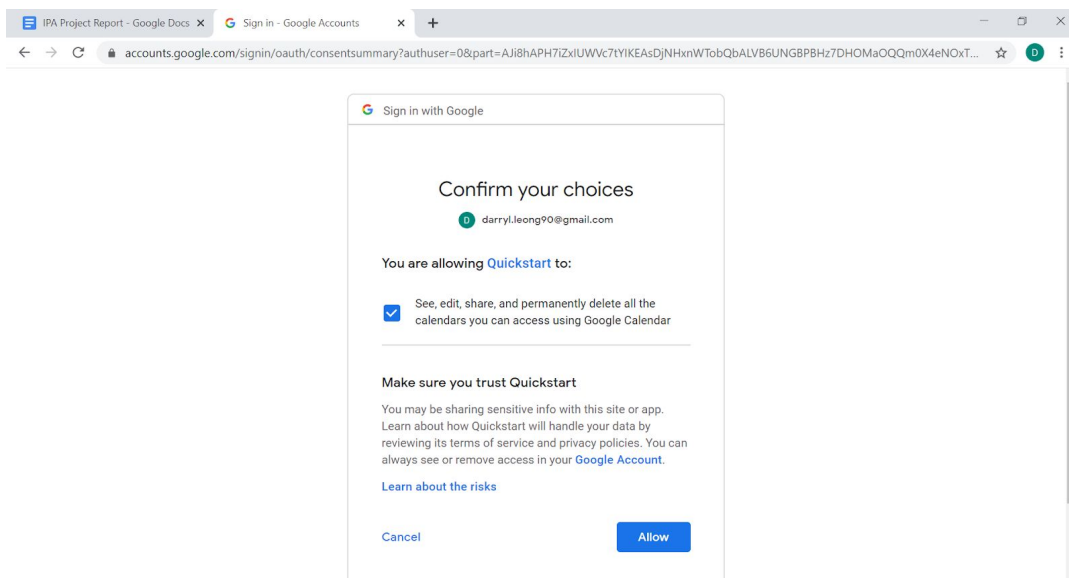 IPA Project Report - Google Docs
Sign in - Google Accounts
accounts.google.com/signin/oauth/consentsummary?authuser=0&part=AJi8hAPH7iZxIUWVc7tYIKEAsDjNHxnWTobQbALVB6UNGBPBHz7DHOMaOQQm0X4eNOxT...
D
Sign in with Google
Confirm your choices
D darryl.leong90@gmail.com
You are allowing Quickstart to:
See, edit, share, and permanently delete all the
calendars you can access using Google Calendar
Make sure you trust Quickstart
You may be sharing sensitive info with this site or app.
Learn about how Quickstart will handle your data by
reviewing its terms of service and privacy policies. You can
always see or remove access in your Google Account.
Learn about the risks
Cancel
Allow